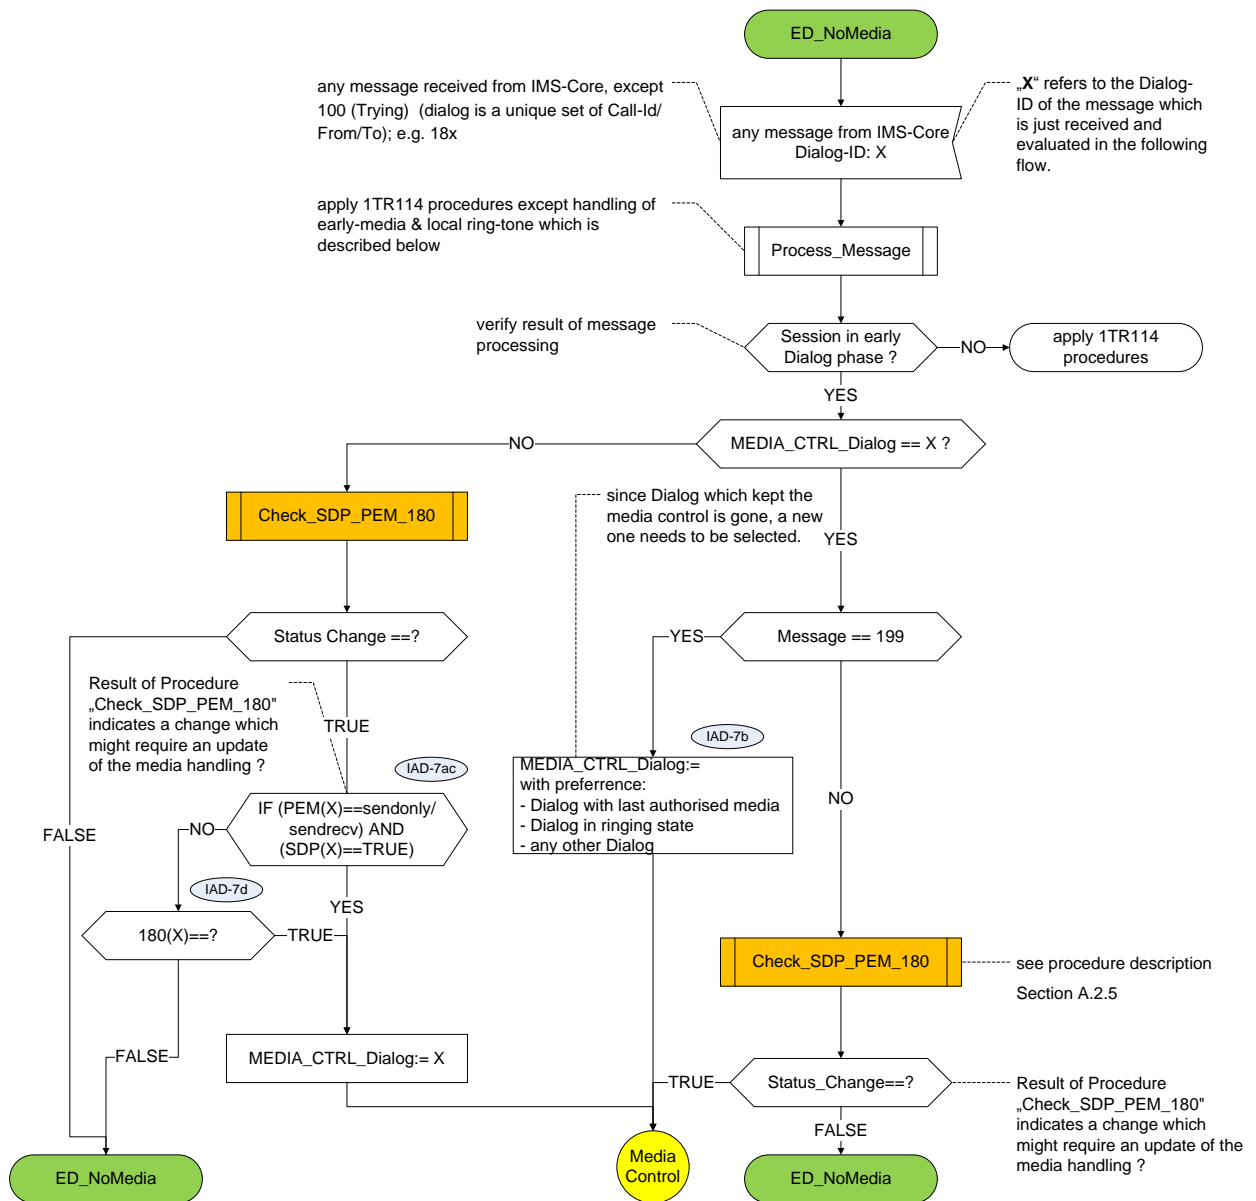 ED_NoMedia
any message received from IMS-Core, except
100 (Trying)  (dialog is a unique set of Call-Id/
From/To); e.g. 18x
any message from IMS-Core
Dialog-ID: X
„X“ refers to the Dialog-
ID of the message which
is just received and
evaluated in the following
flow.
apply 1TR114 procedures except handling of
early-media & local ring-tone which is
described below
Process_Message
verify result of message
processing
Session in early
Dialog phase ?
NO
apply 1TR114
procedures
YES
MEDIA_CTRL_Dialog == X ?
NO
Check_SDP_PEM_180
since Dialog which kept the
media control is gone, a new
one needs to be selected.
YES
Status Change ==?
YES
Message == 199
Result of Procedure
„Check_SDP_PEM_180"
indicates a change which
might require an update
of the media handling ?
TRUE
IAD-7b
IAD-7ac
MEDIA_CTRL_Dialog:=
with preferrence:
- Dialog with last authorised media
- Dialog in ringing state
- any other Dialog
NO
IF (PEM(X)==sendonly/
sendrecv) AND
(SDP(X)==TRUE)
NO
FALSE
IAD-7d
YES
180(X)==?
TRUE
Check_SDP_PEM_180
see procedure description
Section A.2.5
FALSE
MEDIA_CTRL_Dialog:= X
TRUE
Status_Change==?
Result of Procedure
„Check_SDP_PEM_180"
indicates a change which
might require an update of the
media handling ?
FALSE
ED_NoMedia
Media
Control
ED_NoMedia